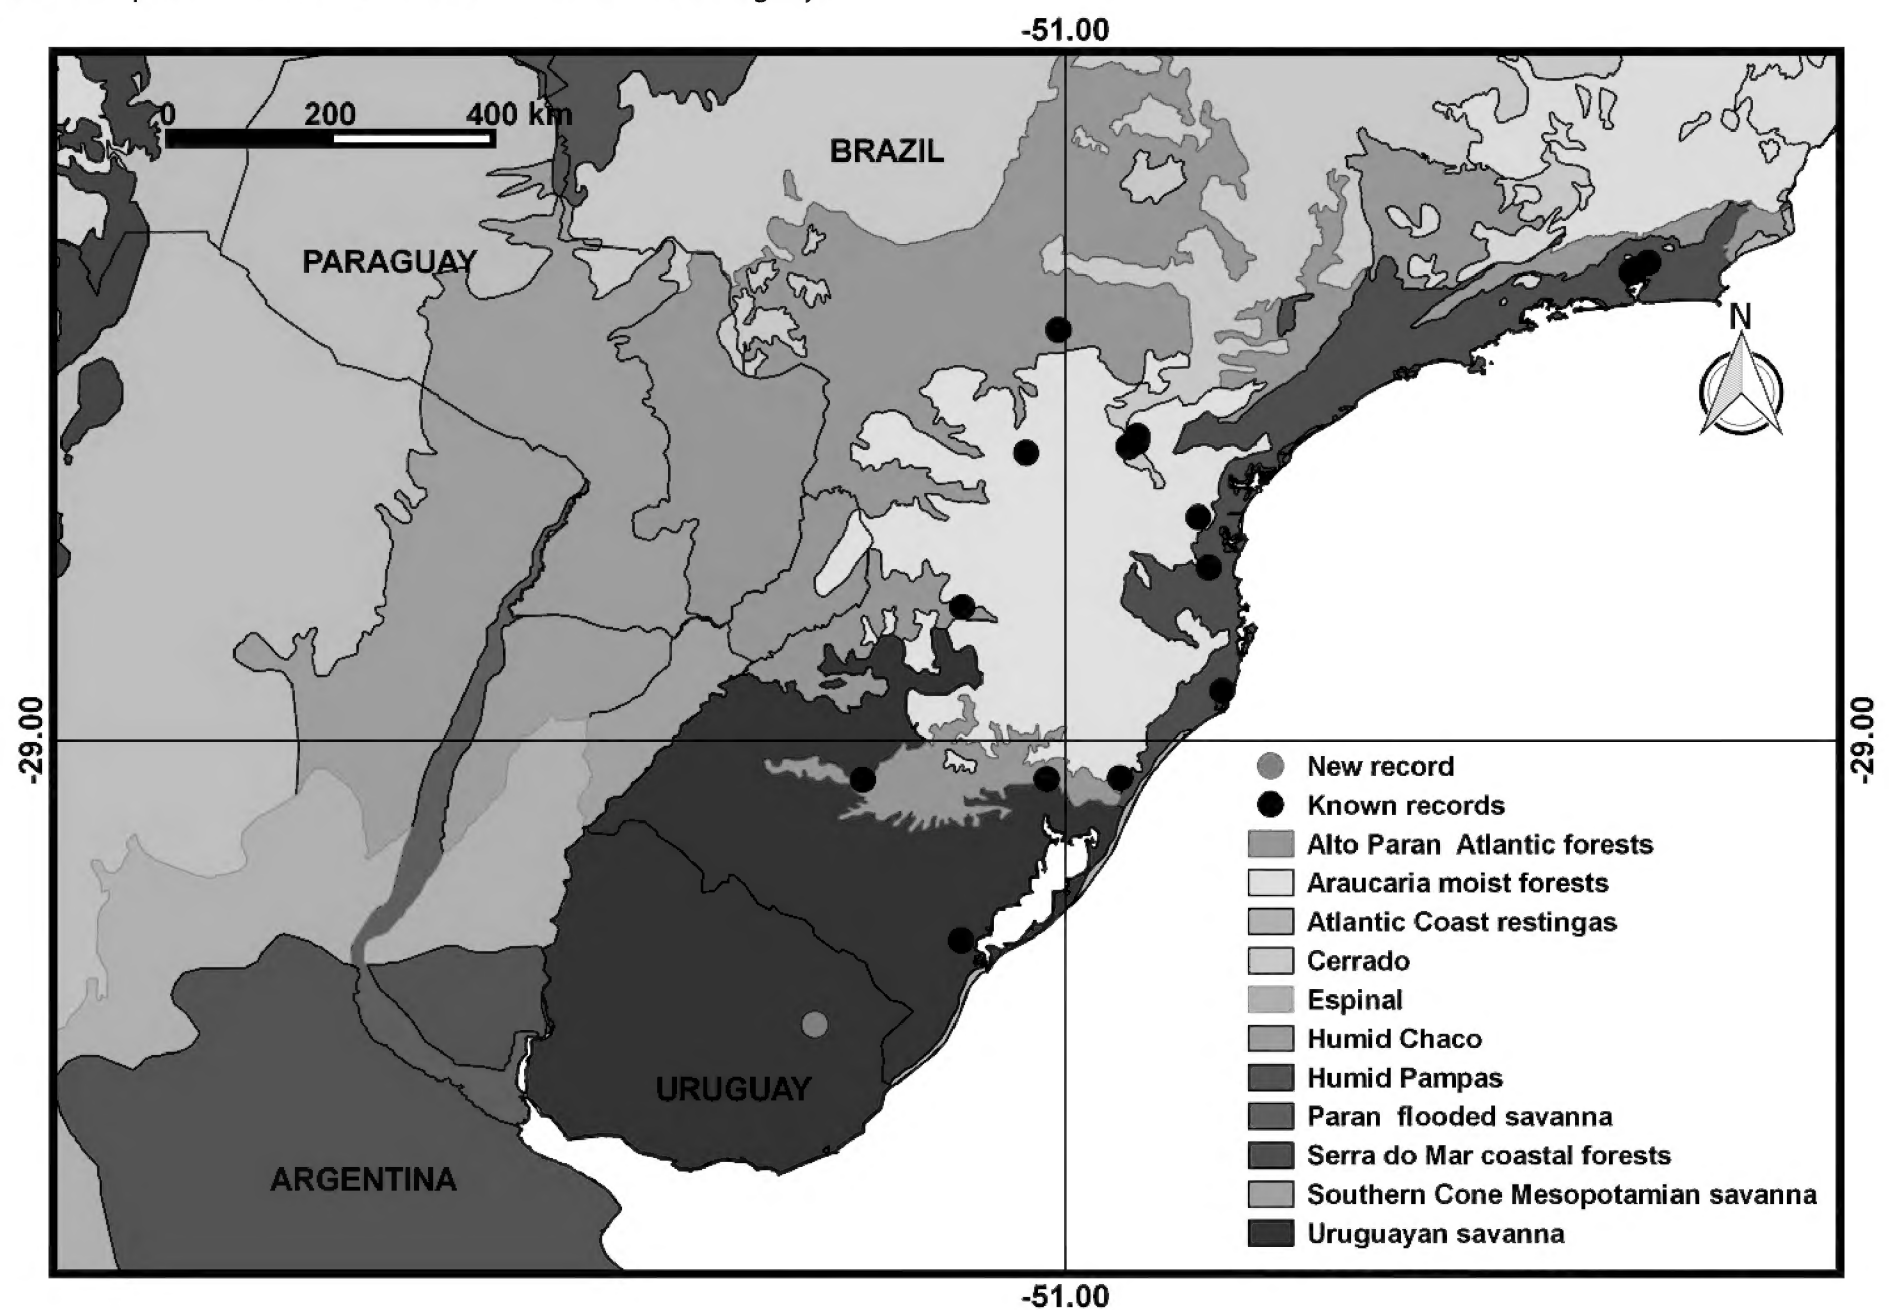 -51.00
0 200 400 km
BRAZIL
PARAGUAY
N
-29.00
-29.00
New record
Known records
Alto Paran Atlantic forests
Araucaria moist forests
Atlantic Coast restingas
Cerrado
Espinal
Humid Chaco
Humid Pampas
Paran flooded savanna
Serra do Mar coastal forests
Southern Cone Mesopotamian savanna
Uruguayan savanna
URUGUAY
ARGENTINA
-51.00